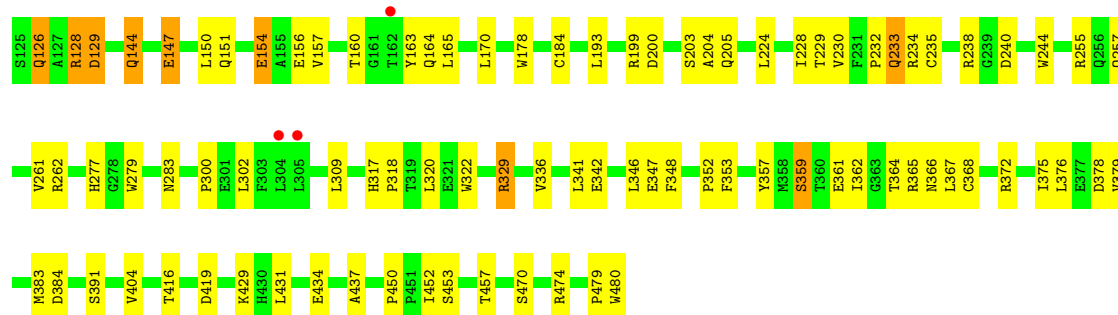 S125 Q126 A127 R128 D129 Q144 E147 L150 Q151 E154 A155 E156 V157 T160 G161 T162 Y163 Q164 L165 L170 W178 C184 L193 R199 D200 S203 A204 Q205 L224 I228 T229 V230 F231 P232 Q233 R234 C235 R238 G239 D240 W244 R255 Q256
V261 R262 H277 G278 W279 N283 P300 E301 L302 F303 L304 L305 L309 H317 P318 T319 L320 E321 W322 R329 V336 L341 E342 L346 E347 F348 P352 F353 Y357 M358 S359 T360 E361 I362 G363 T364 R365 N366 L367 C368 R372 I375 L376 E377 D378
M383 D384 S391 V404 T416 D419 K429 H430 L431 E434 A437 P450 P451 I452 S453 T457 S470 R474 P479 W480